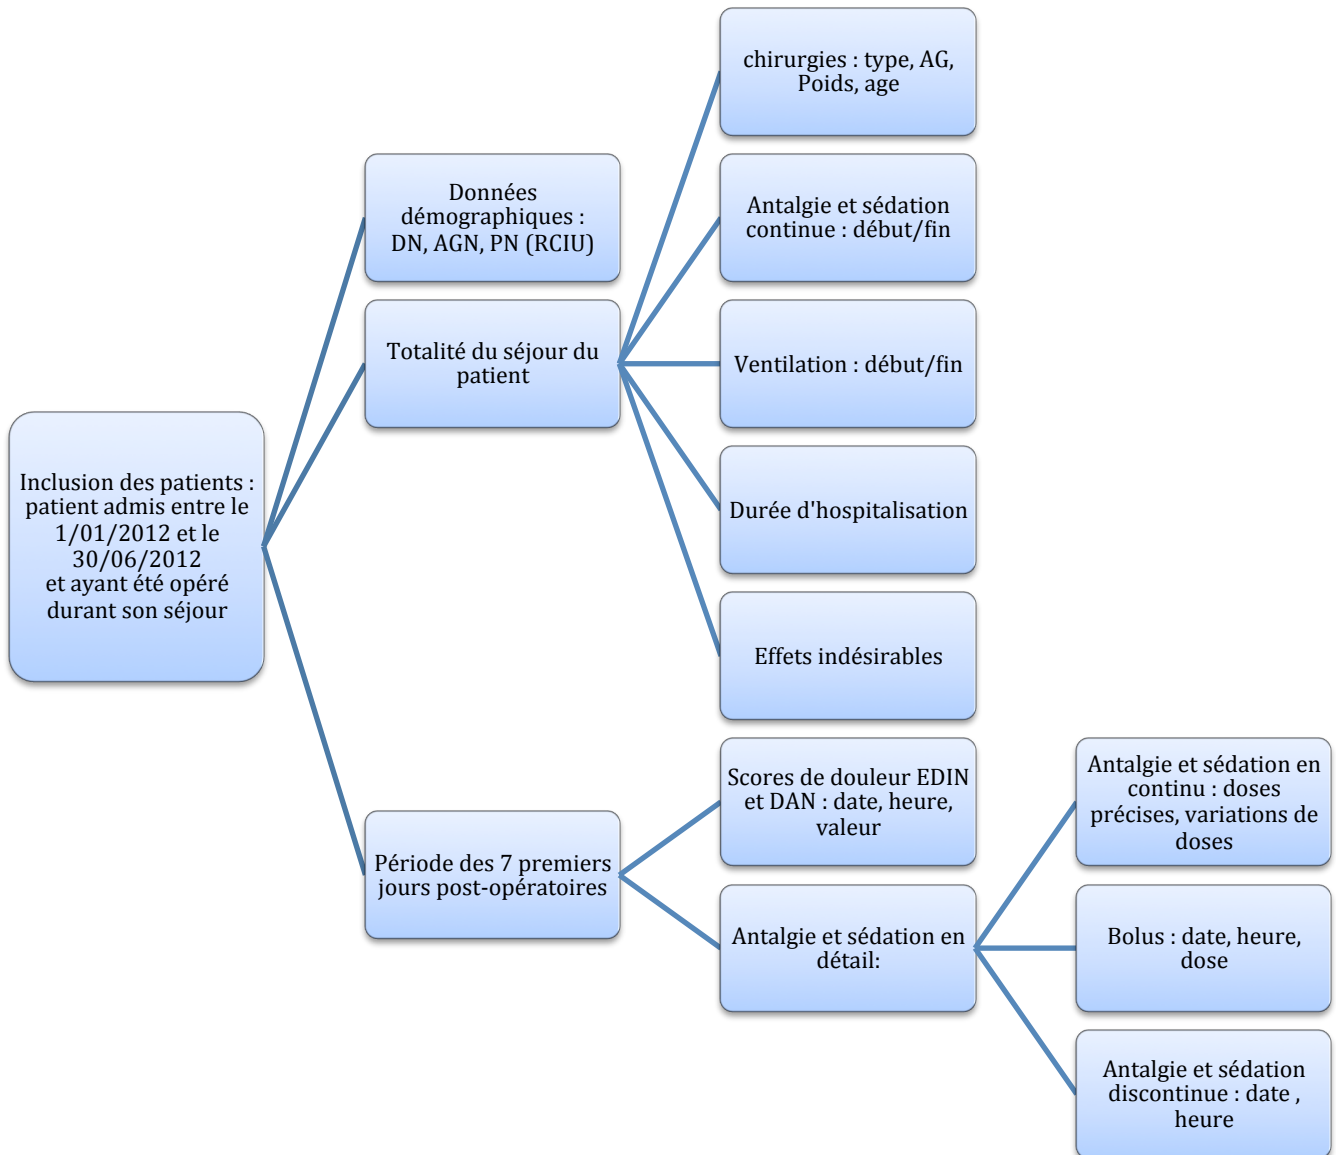 Inclusion des patients :
patient admis entre le
1/01/2012 et le
30/06/2012
et ayant été opéré
durant son séjour
Données
démographiques :
DN, AGN, PN (RCIU)
Totalité du séjour du
patient
chirurgies : type, AG,
Poids, age
Antalgie et sédation
continue : début/fin
Ventilation : début/fin
Durée d'hospitalisation
Effets indésirables
Période des 7 premiers
jours post-opératoires
Scores de douleur EDIN
et DAN : date, heure,
valeur
Antalgie et sédation en
détail:
Antalgie et sédation en
continu : doses
précises, variations de
doses
Bolus : date, heure,
dose
Antalgie et sédation
discontinue : date ,
heure